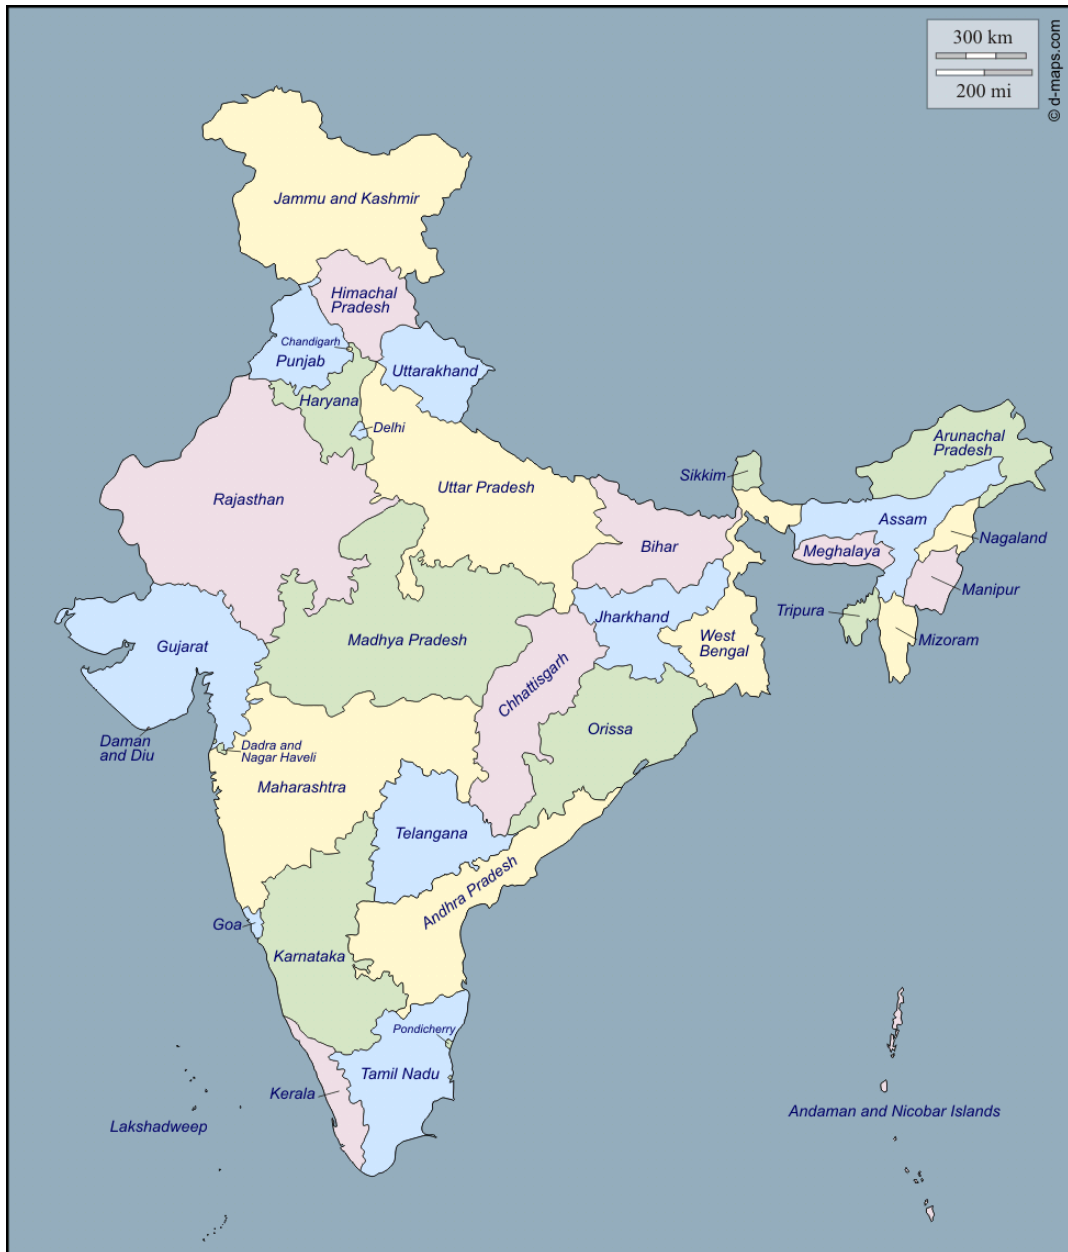 300 km
200 mi
© d-maps.com
Jammu and Kashmir
Himachal
Pradesh
Chandigarh
Punjab
Uttarakhand
Haryana
Delhi
Arunachal
Pradesh
Sikkim
Uttar Pradesh
Rajasthan
Assam
Nagaland
Bihar
Meghalaya
Manipur
Tripura
Jharkhand
Mizoram
West
Bengal
Madhya Pradesh
Gujarat
Chhattisgarh
Orissa
Daman
and Diu
Dadra and
Nagar Haveli
Maharashtra
Telangana
Andhra Pradesh
Goa
Karnataka
Pondicherry
Tamil Nadu
Kerala
Lakshadweep
Andaman and Nicobar Islands